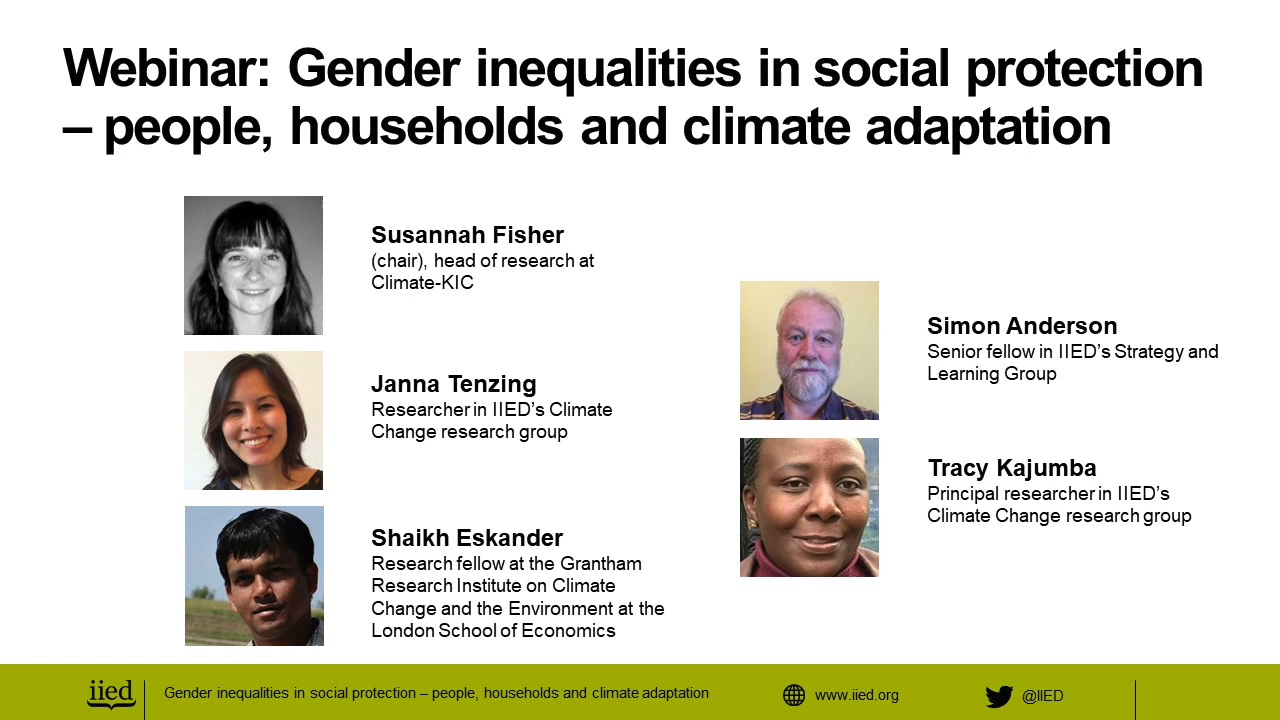 Webinar: Gender inequalities in social protection
– people, households and climate adaptation
Susannah Fisher
(chair), head of research at
Climate-KIC
Janna Tenzing
Researcher in IIED’s Climate
Change research group
Shaikh Eskander
Research fellow at the Grantham
Research Institute on Climate
Change and the Environment at the
London School of Economics
Simon Anderson
Senior fellow in IIED’s Strategy and
Learning Group
Tracy Kajumba
Principal researcher in IIED’s
Climate Change research group
iied
Gender inequalities in social protection – people, households and climate adaptation
www.iied.org
@IIED